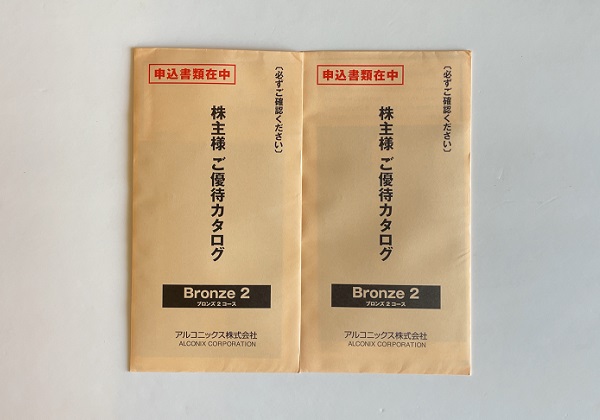 申込書類在中
〔必ずご確認ください〕
株主様 ご優待カタログ
Bronze 2
ブロンズ 2 コース
アルコニックス株式会社
ALCONIX CORPORATION
申込書類在中
〔必ずご確認ください〕
株主様 ご優待カタログ
Bronze 2
ブロンズ 2 コース
アルコニックス株式会社
ALCONIX CORPORATION